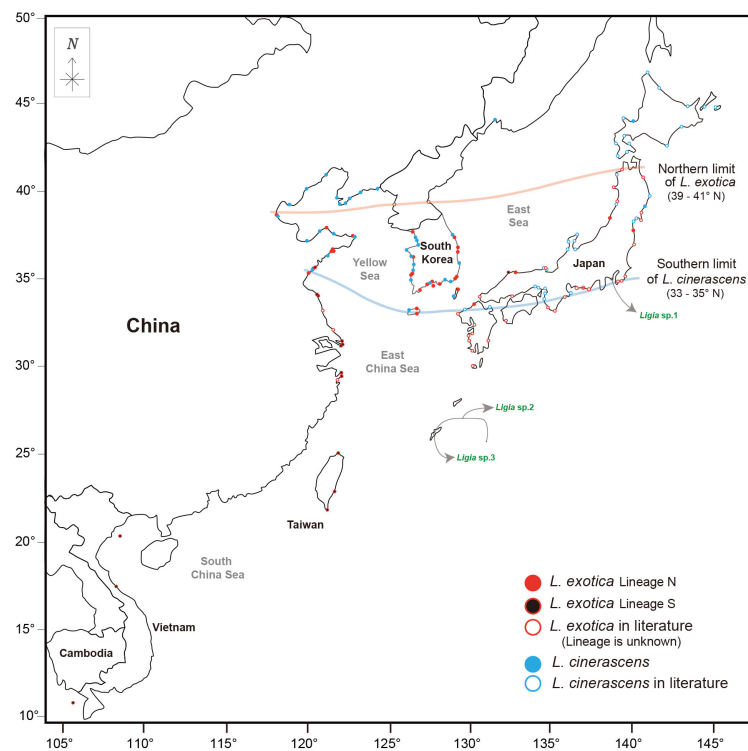 50°
N
45°
40°
35°
30°
25°
20°
15°
10°
105°
110°
115°
120°
125°
130°
135°
140°
145°
Northern limit
of L. exotica
(39 - 41° N)
East
Sea
South
Korea
Yellow
Sea
Japan
Southern limit
of L. cinerascens
(33 - 35° N)
Ligia sp.1
China
East
China Sea
Ligia sp.2
Ligia sp.3
Taiwan
South
China Sea
Vietnam
Cambodia
L. exotica Lineage N
L. exotica Lineage S
L. exotica in literature
(Lineage is unknown)
L. cinerascens
L. cinerascens in literature